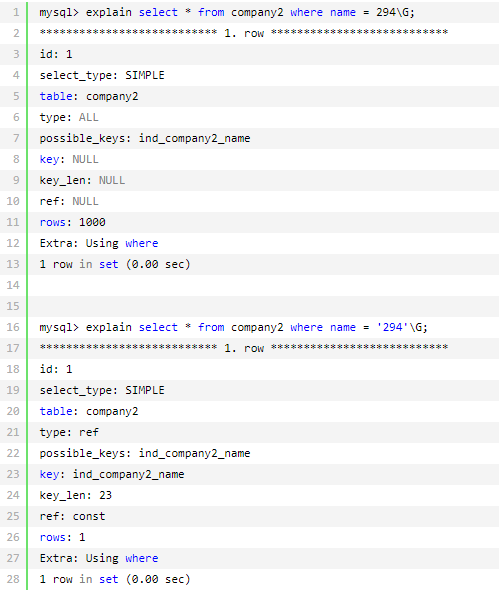 1 mysql> explain select * from company2 where name = 294\G;
2 *************************** 1. row ***************************
3 id: 1
4 select_type: SIMPLE
5 table: company2
6 type: ALL
7 possible_keys: ind_company2_name
8 key: NULL
9 key_len: NULL
10 ref: NULL
11 rows: 1000
12 Extra: Using where
13 1 row in set (0.00 sec)
14
15
16 mysql> explain select * from company2 where name = '294'\G;
17 *************************** 1. row ***************************
18 id: 1
19 select_type: SIMPLE
20 table: company2
21 type: ref
22 possible_keys: ind_company2_name
23 key: ind_company2_name
24 key_len: 23
25 ref: const
26 rows: 1
27 Extra: Using where
28 1 row in set (0.00 sec)